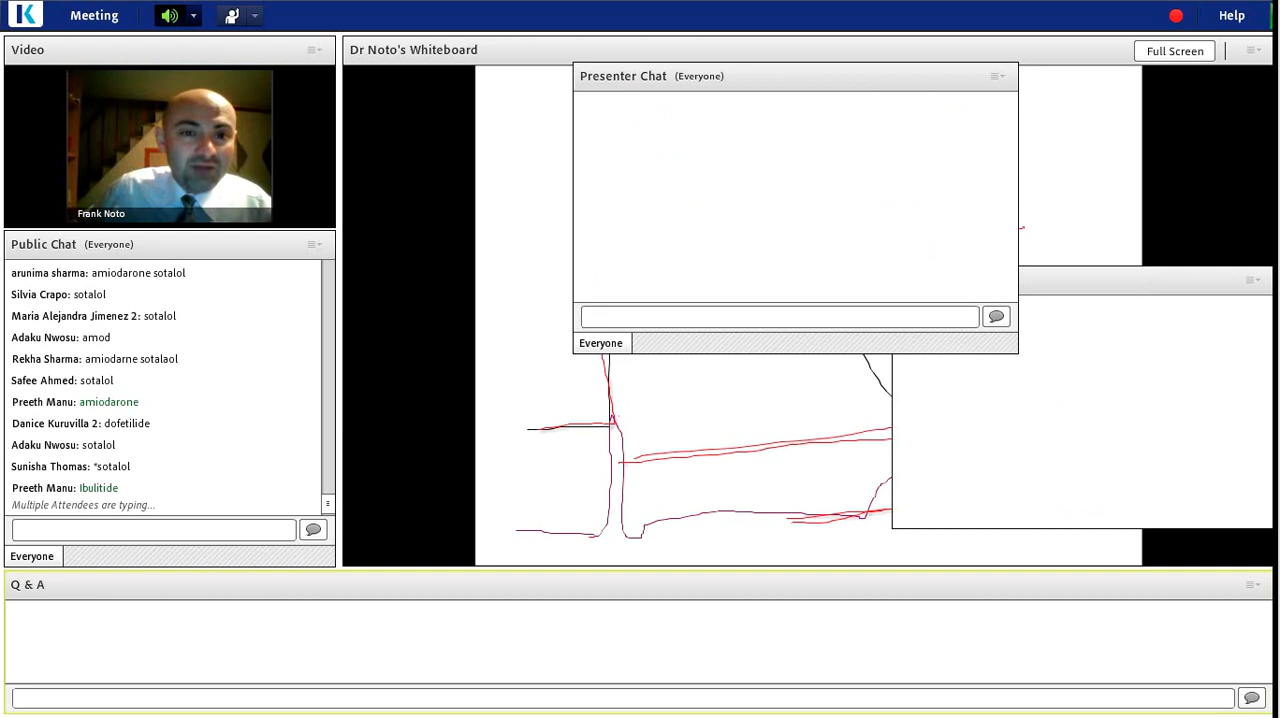 K Meeting Help
Video
Frank Noto
Public Chat (Everyone)
arunima sharma: amiodarone sotalol
Silvia Crapo: sotalol
Maria Alejandra Jimenez 2: sotalol
Adaku Nwosu: amod
Rekha Sharma: amiodarne sotalaol
Safee Ahmed: sotalol
Preeth Manu: amiodarone
Danice Kuruvilla 2: dofetilide
Adaku Nwosu: sotalol
Sunisha Thomas: *sotalol
Preeth Manu: Ibulitide
Multiple Attendees are typing...
Everyone
Dr Noto's Whiteboard
Full Screen
Presenter Chat (Everyone)
Everyone
Q & A